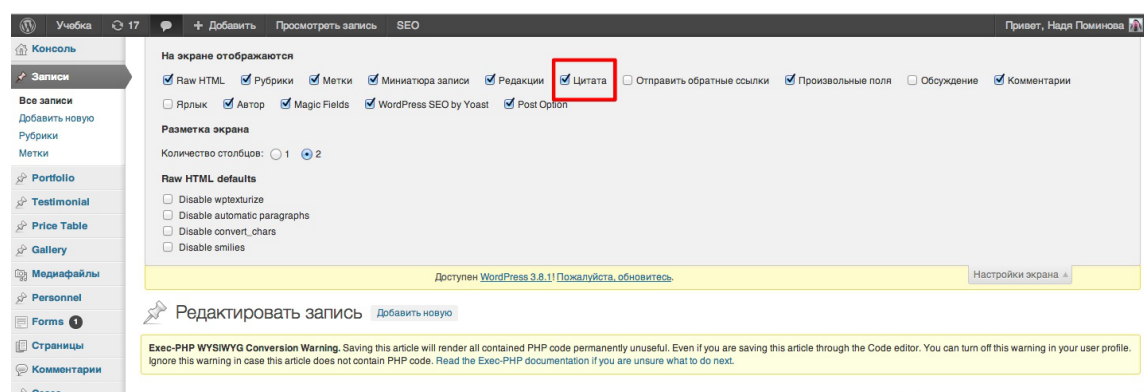 Учебка 17 + Добавить Просмотреть запись SEO Привет, Надя Поминова
Консоль
Записи
Все записи
Добавить новую
Рубрики
Метки
Portfolio
Testimonial
Price Table
Gallery
Медиафайлы
Personnel
Forms 1
Страницы
Комментарии
На экране отображаются
Raw HTML Рубрики Метки Миниатюра записи Редакции Цитата Отправить обратные ссылки Произвольные поля Обсуждение Комментарии
Ярлык Автор Magic Fields WordPress SEO by Yoast Post Option
Разметка экрана
Количество столбцов: 1 2
Raw HTML defaults
Disable wptexturize
Disable automatic paragraphs
Disable convert_chars
Disable smilies
Доступен WordPress 3.8.1! Пожалуйста, обновитесь.
Настройки экрана
Редактировать запись Добавить новую
Exec-PHP WYSIWYG Conversion Warning. Saving this article will render all contained PHP code permanently unuseful. Even if you are saving this article through the Code editor. You can turn off this warning in your user profile.
Ignore this warning in case this article does not contain PHP code. Read the Exec-PHP documentation if you are unsure what to do next.